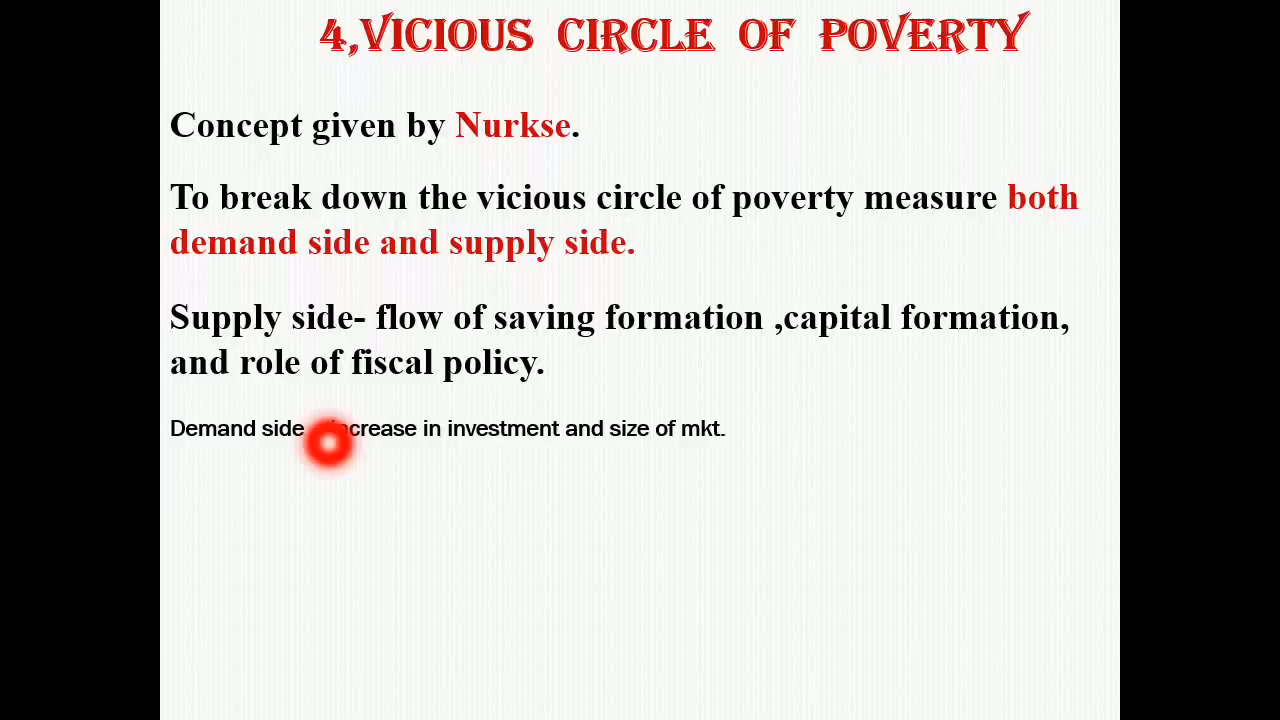 4,VICIOUS CIRCLE OF POVERTY
Concept given by Nurkse.
To break down the vicious circle of poverty measure both
demand side and supply side.
Supply side- flow of saving formation ,capital formation,
and role of fiscal policy.
Demand side increase in investment and size of mkt.